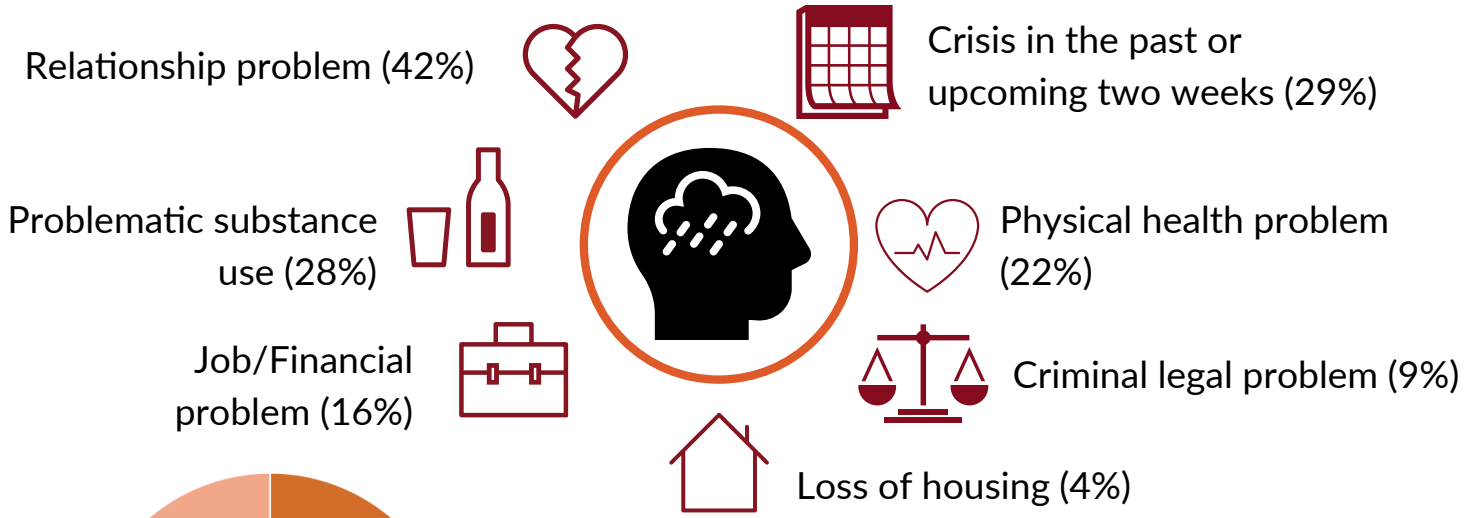 Relationship problem (42%)
Crisis in the past or
upcoming two weeks (29%)
Problematic substance
use (28%)
Physical health problem
(22%)
Job/Financial
problem (16%)
Criminal legal problem (9%)
Loss of housing (4%)